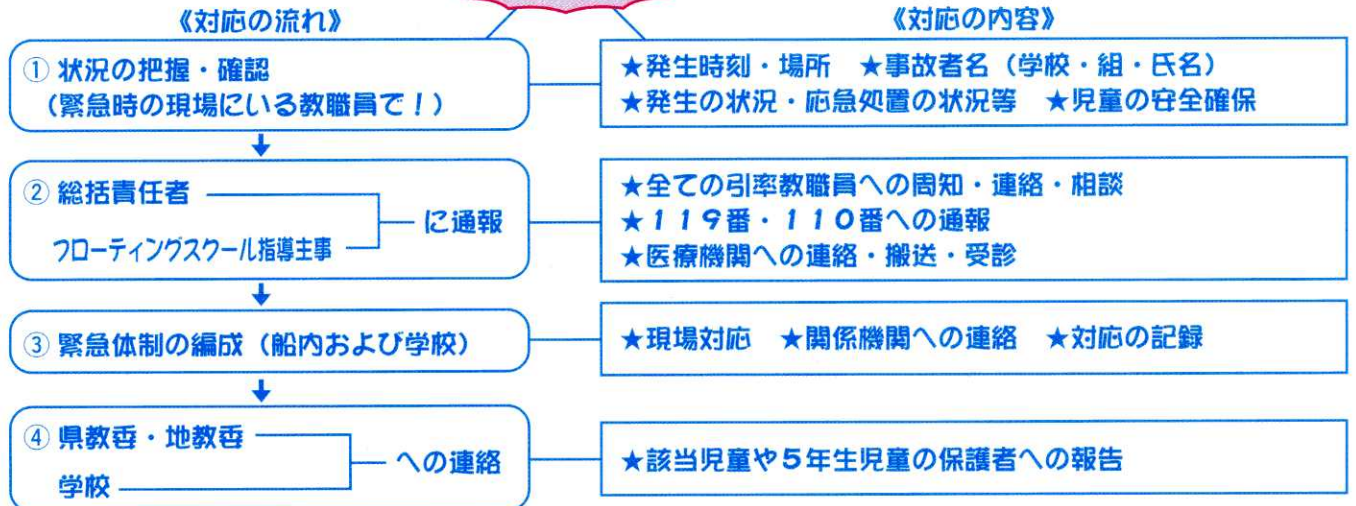 《対応の流れ》
《対応の内容》
① 状況の把握・確認
(緊急時の現場にいる教職員で!)
★発生時刻・場所 ★事故者名(学校・組・氏名)
★発生の状況・応急処置の状況等 ★児童の安全確保
② 総括責任者
フローティングスクール指導主事
に通報
★全ての引率教職員への周知・連絡・相談
★119番・110番への通報
★医療機関への連絡・搬送・受診
③ 緊急体制の編成(船内および学校)
★現場対応 ★関係機関への連絡 ★対応の記録
④ 県教委・地教委
学校
への連絡
★該当児童や5年生児童の保護者への報告